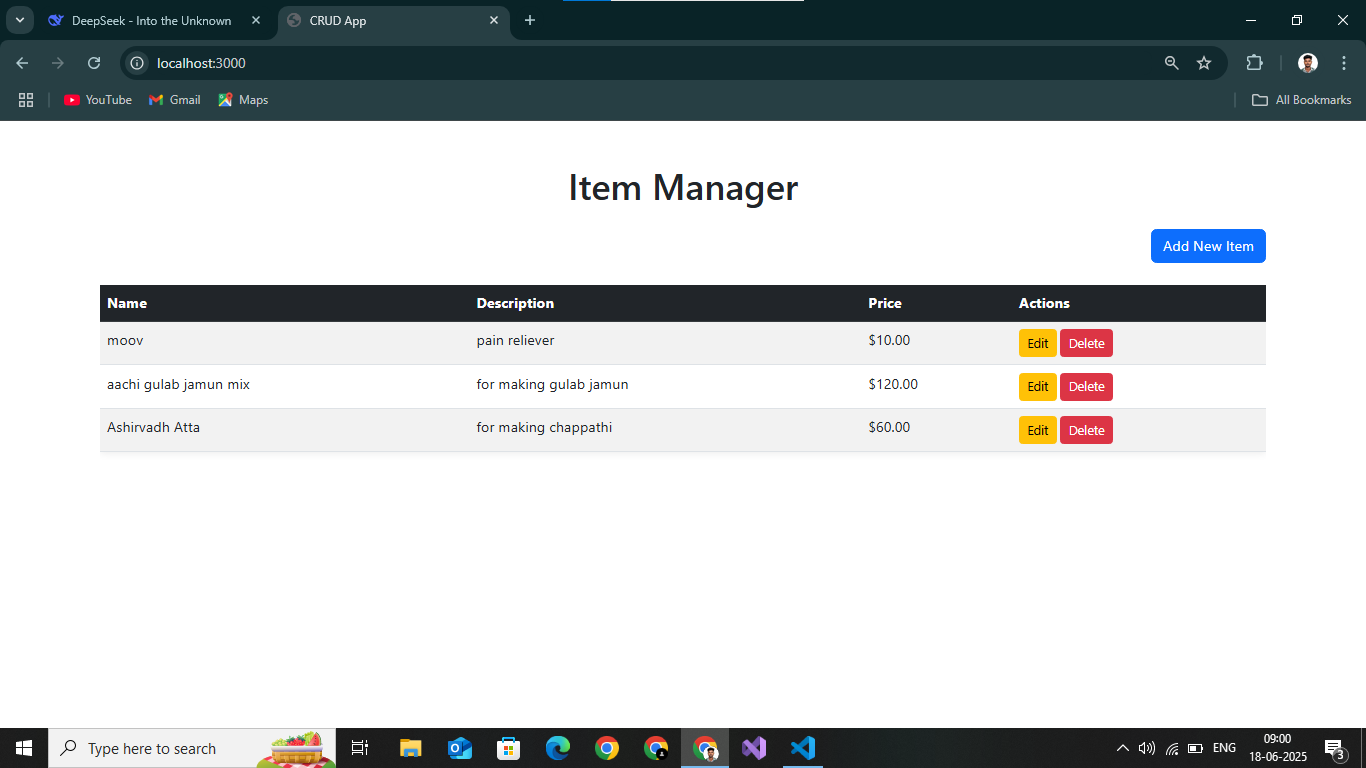 DeepSeek - Into the Unknown
CRUD App
localhost:3000
YouTube Gmail Maps All Bookmarks
Item Manager
Add New Item
Name Description Price Actions
moov pain reliever $10.00 Edit Delete
aachi gulab jamun mix for making gulab jamun $120.00 Edit Delete
Ashirvadh Atta for making chappathi $60.00 Edit Delete
Type here to search
ENG
09:00
18-06-2025
3